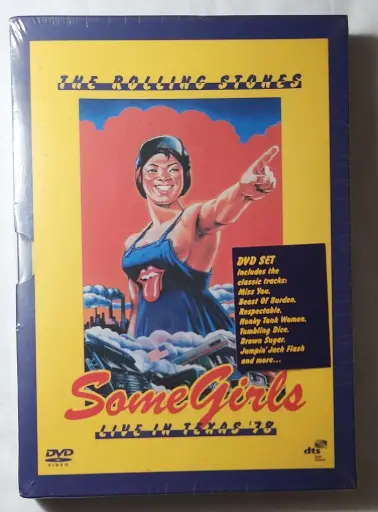 THE ROLLING STONES
DVD SET
Includes the
classic tracks:
Miss You,
Beast Of Burden,
Respectable,
Honky Tonk Women,
Tumbling Dice,
Brown Sugar,
Jumpin' Jack Flash
and more...
Some Girls
LIVE IN TEXAS '78
DVD
VIDEO
dts